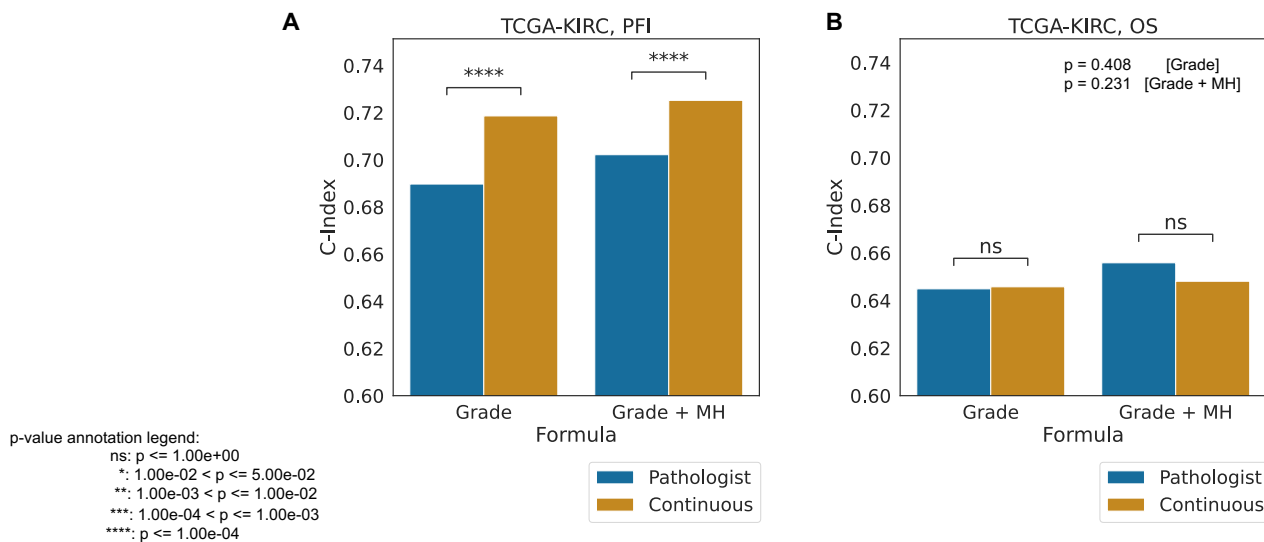 A
TCGA-KIRC, PFI
0.74
0.72
0.70
0.68
0.66
0.64
0.62
0.60
C-Index
****
****
Grade
Grade + MH
Formula
Pathologist
Continuous
B
TCGA-KIRC, OS
p = 0.408 [Grade]
p = 0.231 [Grade + MH]
0.74
0.72
0.70
0.68
0.66
0.64
0.62
0.60
C-Index
ns
ns
Grade
Grade + MH
Formula
Pathologist
Continuous
p-value annotation legend:
ns: p <= 1.00e+00
*: 1.00e-02 < p <= 5.00e-02
**: 1.00e-03 < p <= 1.00e-02
***: 1.00e-04 < p <= 1.00e-03
****: p <= 1.00e-04